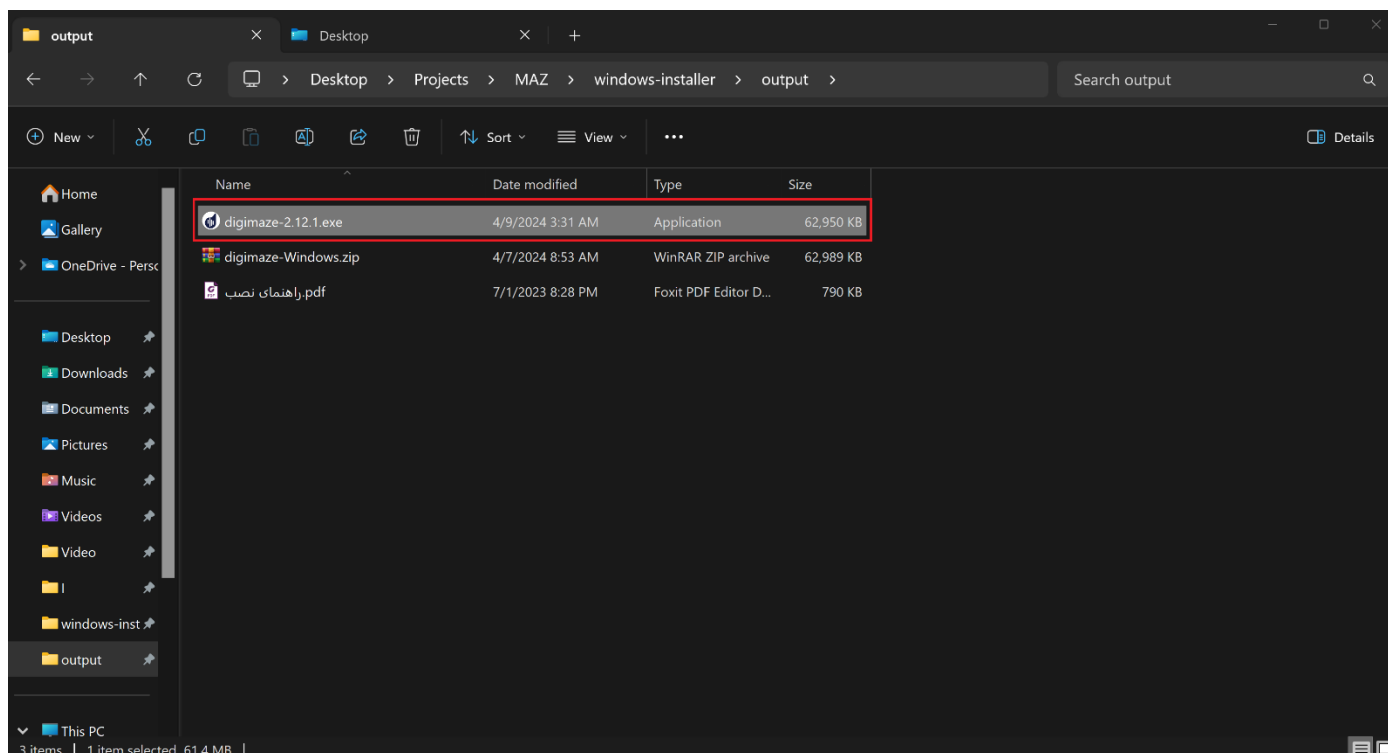 output
Desktop
Desktop > Projects > MAZ > windows-installer > output >
Search output
New
Sort
View
Details
Home
Gallery
OneDrive - Persc
Desktop
Downloads
Documents
Pictures
Music
Videos
Video
I
windows-inst
output
This PC
Name Date modified Type Size
digimaze-2.12.1.exe 4/9/2024 3:31 AM Application 62,950 KB
digimaze-Windows.zip 4/7/2024 8:53 AM WinRAR ZIP archive 62,989 KB
راهنمای نصب.pdf 7/1/2023 8:28 PM Foxit PDF Editor D... 790 KB
3 items 1 item selected 61.4 MB